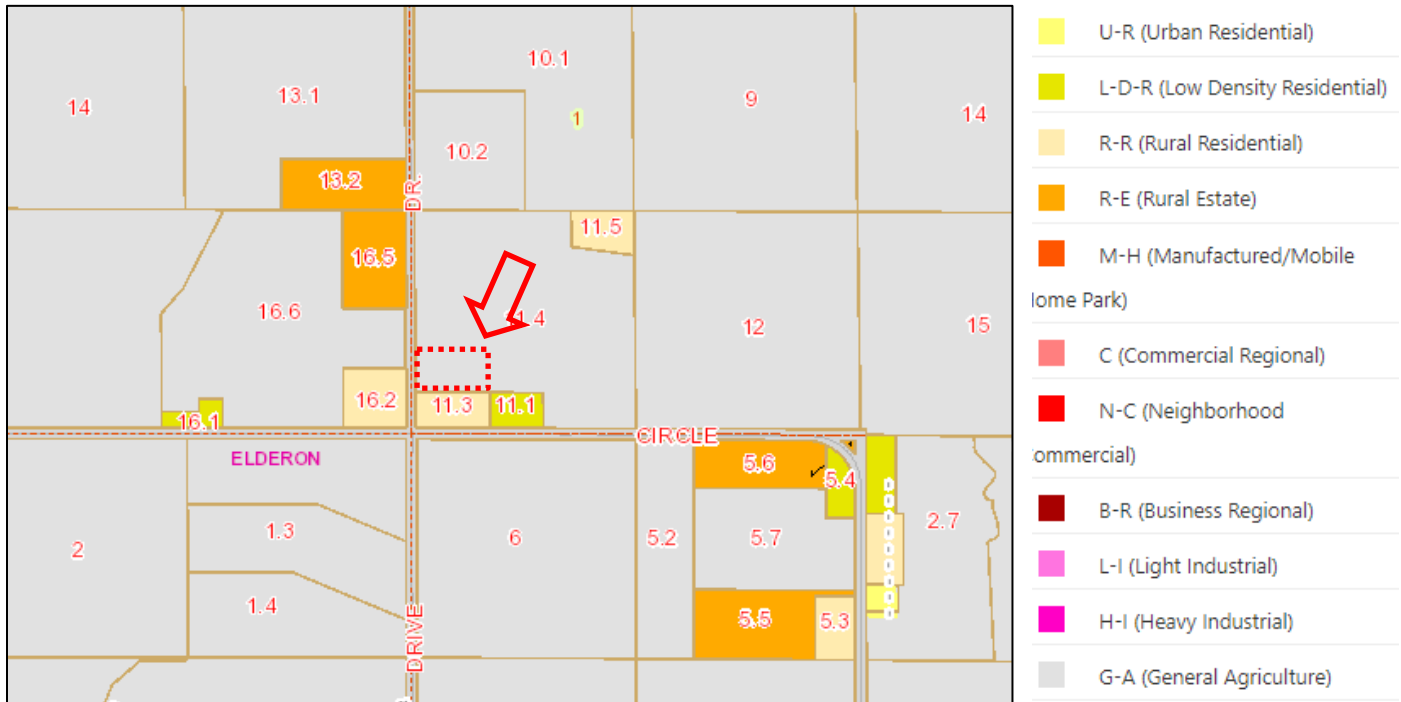 10.1
14
13.1
9
14
1
10.2
13.2
DR.
11.5
16.5
16.6
11.4
12
15
16.2
11.3
11.1
16.1
CIRCLE
ELDERON
5.6
5.4
2
1.3
6
5.2
5.7
2.7
1.4
DRIVE
5.5
5.3
U-R (Urban Residential)
L-D-R (Low Density Residential)
R-R (Rural Residential)
R-E (Rural Estate)
M-H (Manufactured/Mobile
Home Park)
C (Commercial Regional)
N-C (Neighborhood
Commercial)
B-R (Business Regional)
L-I (Light Industrial)
H-I (Heavy Industrial)
G-A (General Agriculture)